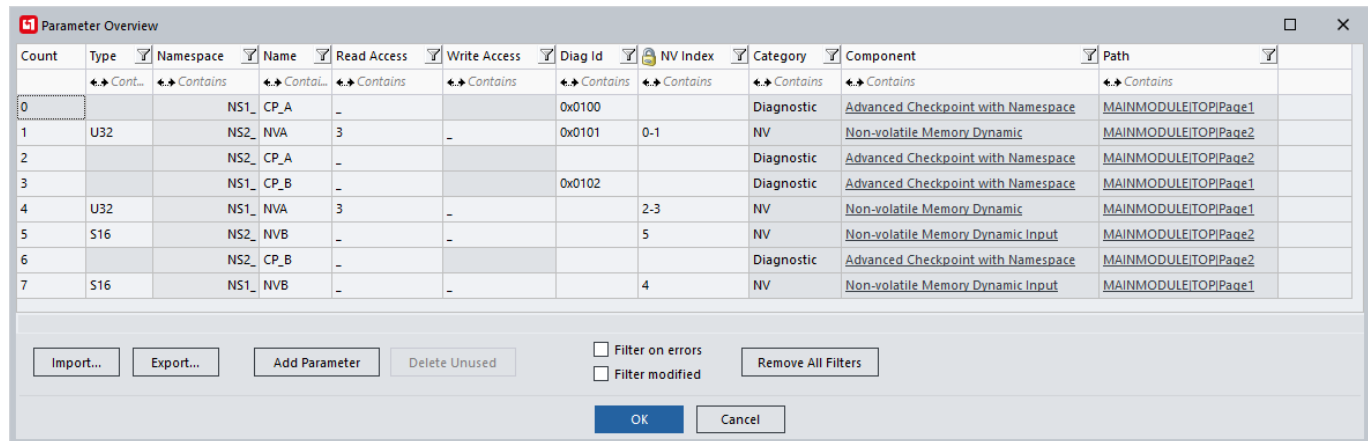 Parameter Overview
Count Type Namespace Name Read Access Write Access Diag Id NV Index Category Component Path
Cont... Contains Contai... Contains Contains Contains Contains Contains Contains Contains
0 NS1_ CP_A _ 0x0100 Diagnostic Advanced Checkpoint with Namespace MAINMODULE|TOP|Page1
1 U32 NS2_ NVA 3 _ 0x0101 0-1 NV Non-volatile Memory Dynamic MAINMODULE|TOP|Page2
2 NS2_ CP_A _ Diagnostic Advanced Checkpoint with Namespace MAINMODULE|TOP|Page2
3 NS1_ CP_B _ 0x0102 Diagnostic Advanced Checkpoint with Namespace MAINMODULE|TOP|Page1
4 U32 NS1_ NVA 3 _ 2-3 NV Non-volatile Memory Dynamic MAINMODULE|TOP|Page1
5 S16 NS2_ NVB _ _ 5 NV Non-volatile Memory Dynamic Input MAINMODULE|TOP|Page2
6 NS2_ CP_B _ Diagnostic Advanced Checkpoint with Namespace MAINMODULE|TOP|Page2
7 S16 NS1_ NVB _ _ 4 NV Non-volatile Memory Dynamic Input MAINMODULE|TOP|Page1
Import... Export... Add Parameter Delete Unused Filter on errors Remove All Filters
Filter modified
OK Cancel